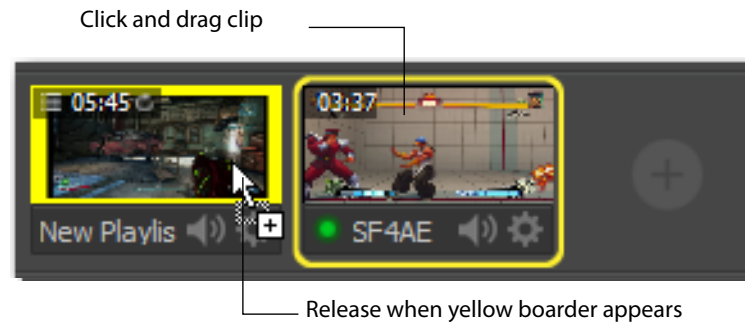 Click and drag clip
05:45
03:37
New Playlis
SF4AE
Release when yellow boarder appears